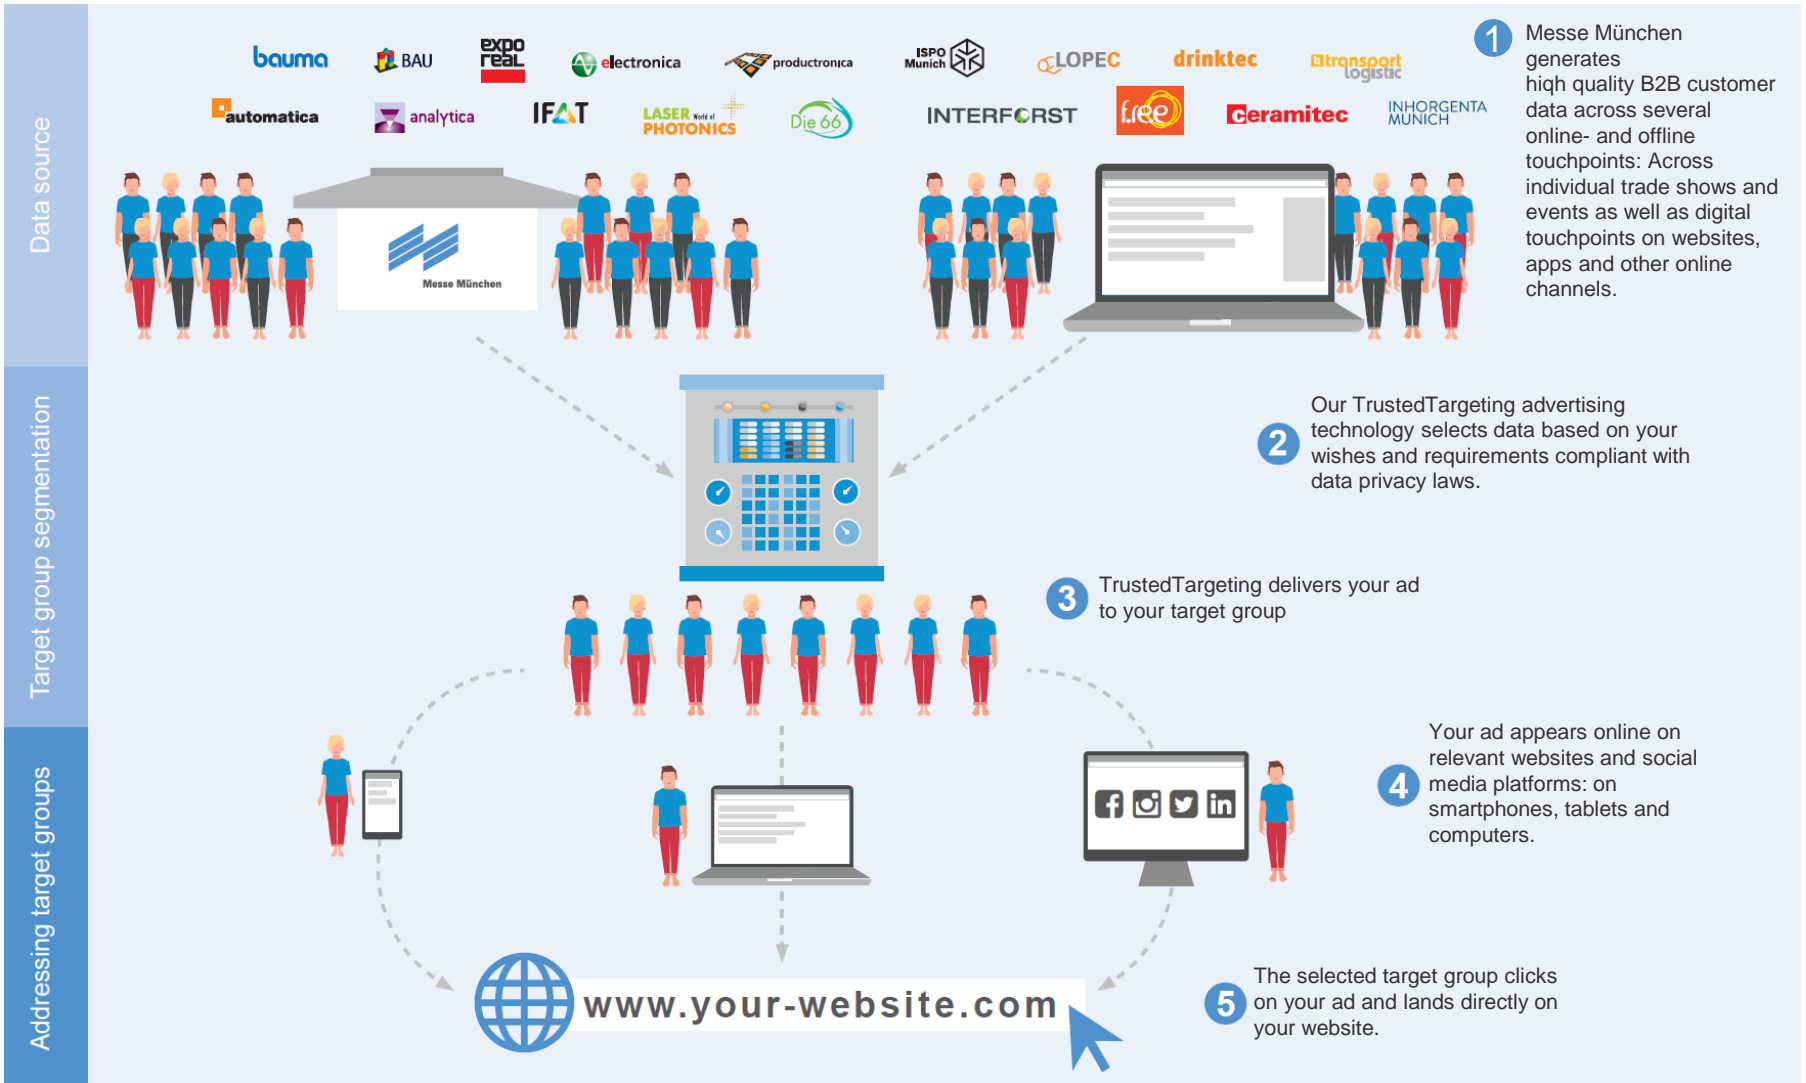 bauma
BAU
expo real
electronica
productronica
ISPO Munich
LOPEC
drinktec
transport logistic
automatica
analytica
IFAT
LASER World of PHOTONICS
Die 66
INTERFORST
f.re.e
ceramitec
INHORGENTA MUNICH
Data source
Messe München
1
Messe München
generates
hiqh quality B2B customer
data across several
online- and offline
touchpoints: Across
individual trade shows and
events as well as digital
touchpoints on websites,
apps and other online
channels.
Target group segmentation
2
Our TrustedTargeting advertising
technology selects data based on your
wishes and requirements compliant with
data privacy laws.
3
TrustedTargeting delivers your ad
to your target group
Addressing target groups
f
in
4
Your ad appears online on
relevant websites and social
media platforms: on
smartphones, tablets and
computers.
www.your-website.com
5
The selected target group clicks
on your ad and lands directly on
your website.